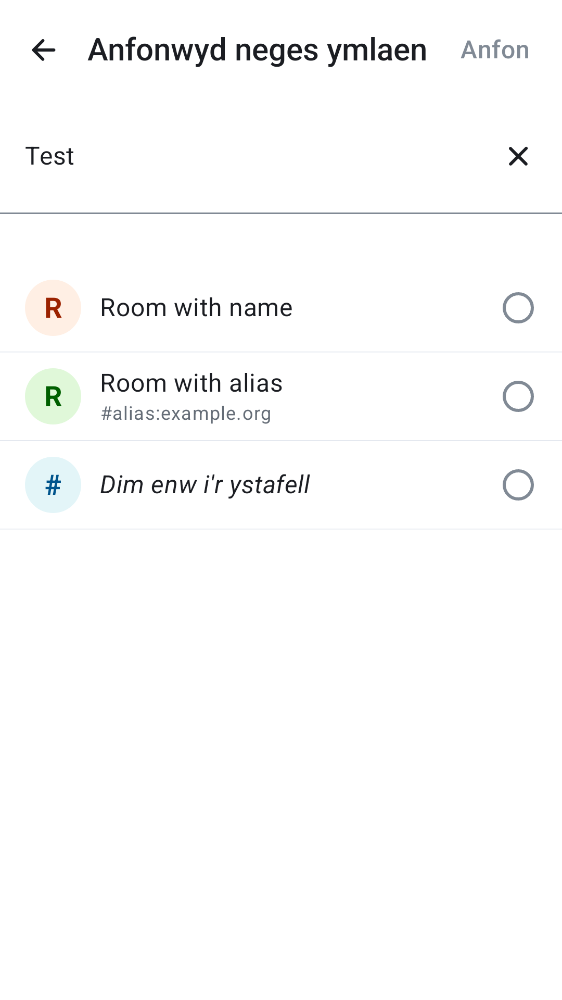 Anfonwyd neges ymlaen Anfon
Test
R Room with name
R Room with alias
#alias:example.org
# Dim enw i'r ystafell